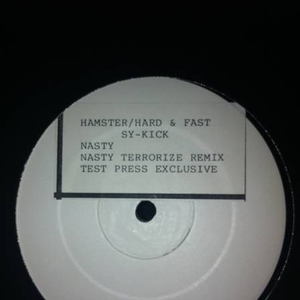 HAMSTER/HARD & FAST
SY-KICK
NASTY
NASTY TERRORIZE REMIX
TEST PRESS EXCLUSIVE